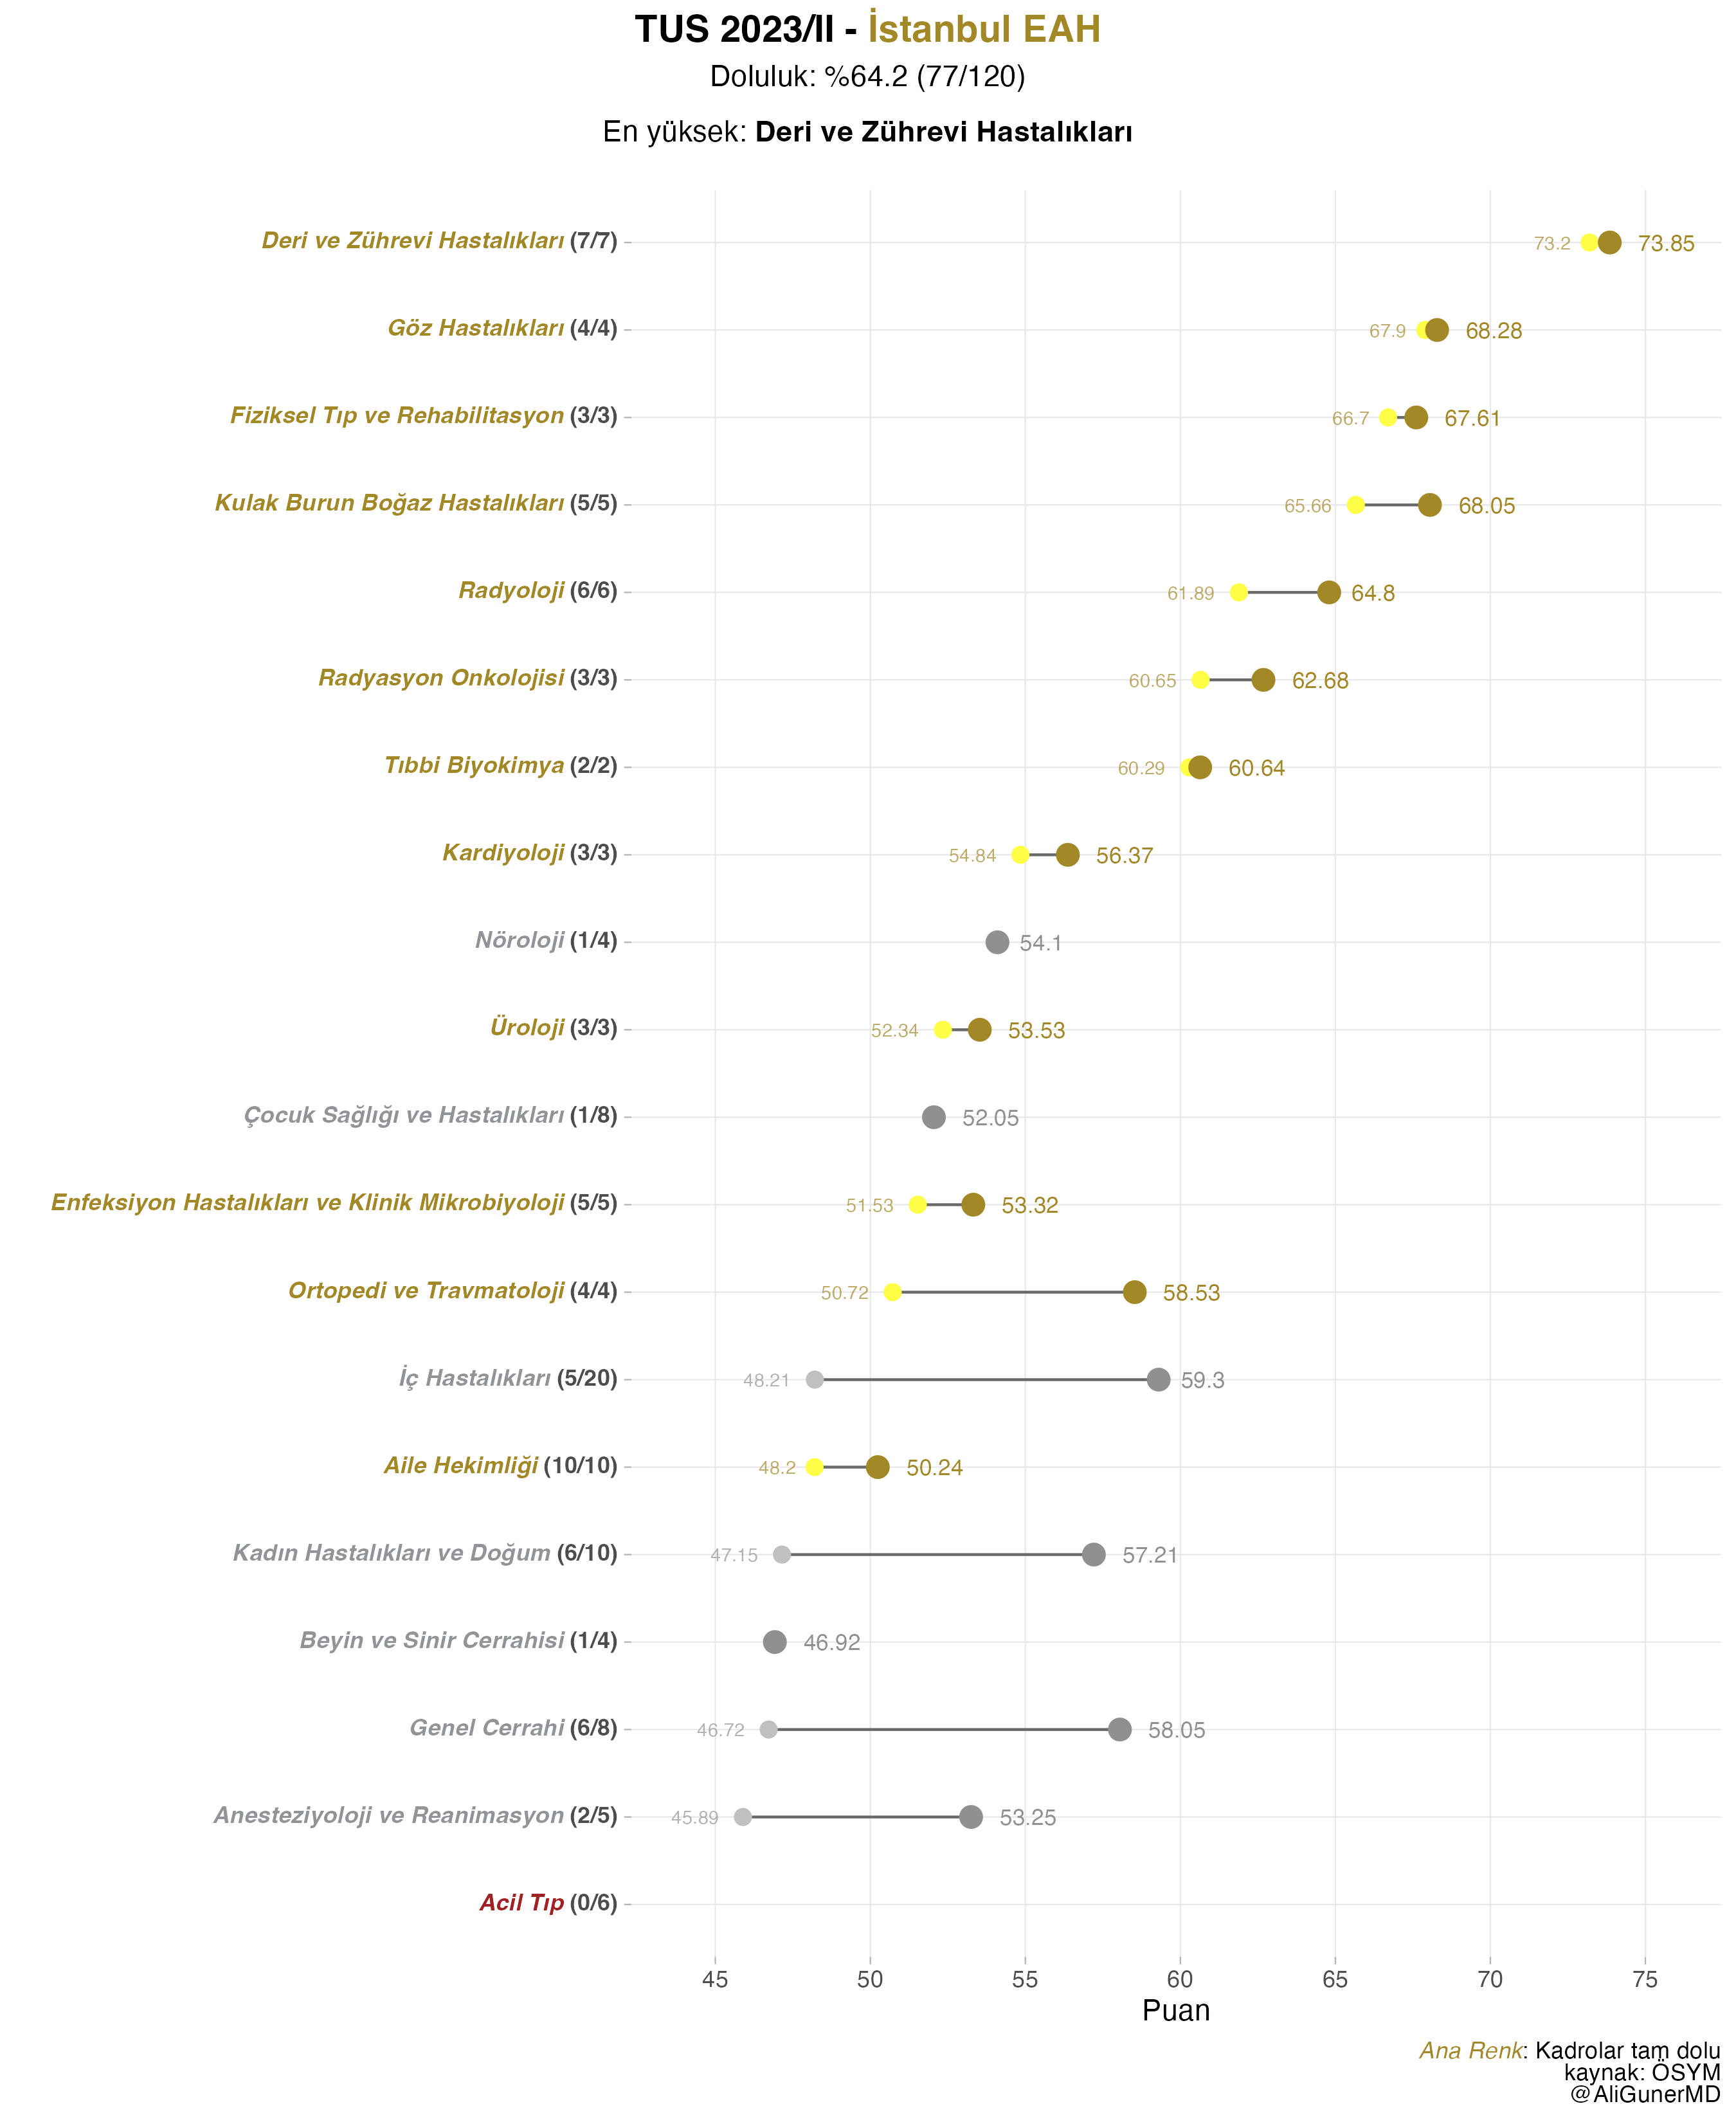 TUS 2023/II - İstanbul EAH
Doluluk: %64.2 (77/120)
En yüksek: Deri ve Zührevi Hastalıkları
Deri ve Zührevi Hastalıkları (7/7) 73.2 73.85
Göz Hastalıkları (4/4) 67.9 68.28
Fiziksel Tıp ve Rehabilitasyon (3/3) 66.7 67.61
Kulak Burun Boğaz Hastalıkları (5/5) 65.66 68.05
Radyoloji (6/6) 61.89 64.8
Radyasyon Onkolojisi (3/3) 60.65 62.68
Tıbbi Biyokimya (2/2) 60.29 60.64
Kardiyoloji (3/3) 54.84 56.37
Nöroloji (1/4) 54.1
Üroloji (3/3) 52.34 53.53
Çocuk Sağlığı ve Hastalıkları (1/8) 52.05
Enfeksiyon Hastalıkları ve Klinik Mikrobiyoloji (5/5) 51.53 53.32
Ortopedi ve Travmatoloji (4/4) 50.72 58.53
İç Hastalıkları (5/20) 48.21 59.3
Aile Hekimliği (10/10) 48.2 50.24
Kadın Hastalıkları ve Doğum (6/10) 47.15 57.21
Beyin ve Sinir Cerrahisi (1/4) 46.92
Genel Cerrahi (6/8) 46.72 58.05
Anesteziyoloji ve Reanimasyon (2/5) 45.89 53.25
Acil Tıp (0/6)
45 50 55 60 65 70 75
Puan
Ana Renk: Kadrolar tam dolu
kaynak: ÖSYM
@AliGunerMD